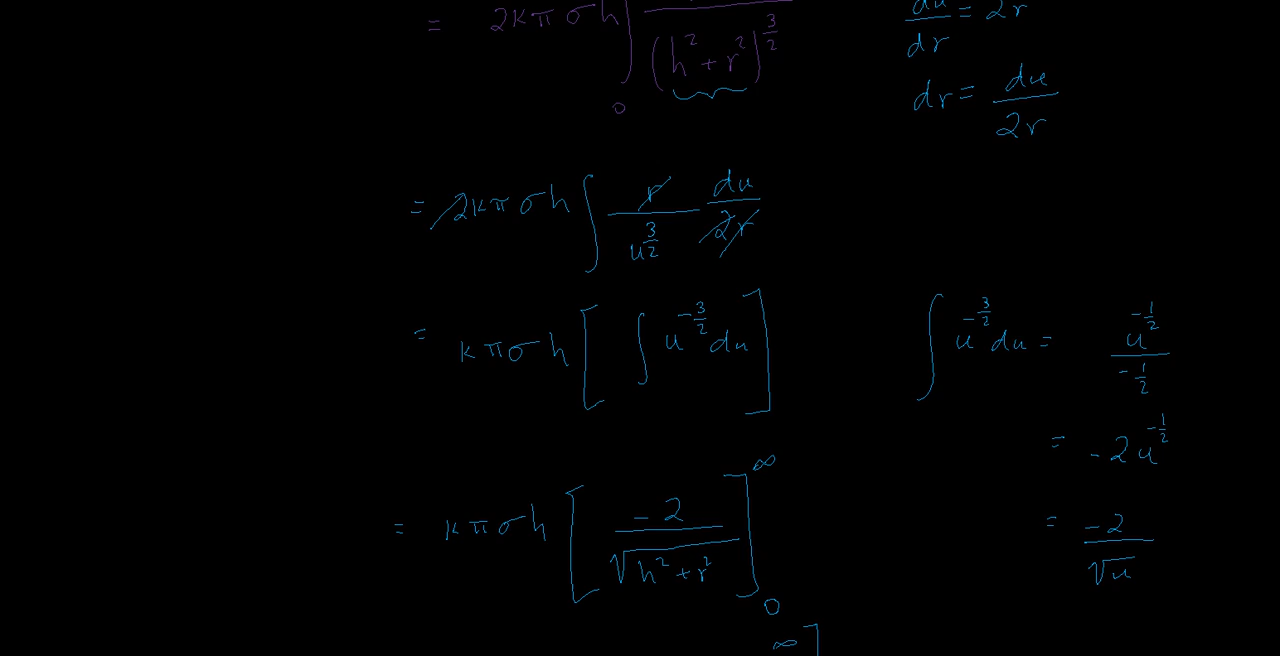 = 2kπσh ∫₀ (h² + r²)^(3/2)
du/dr = 2r
dr = du/2r
= 2kπσh ∫ r/u^(3/2) du/2r
= kπσh [ ∫ u^(-3/2) du ]
∫ u^(-3/2) du = u^(-1/2)/(-1/2)
= -2u^(-1/2)
= kπσh [ -2/√(h² + r²) ]₀^∞
= -2/√u
∞ ]